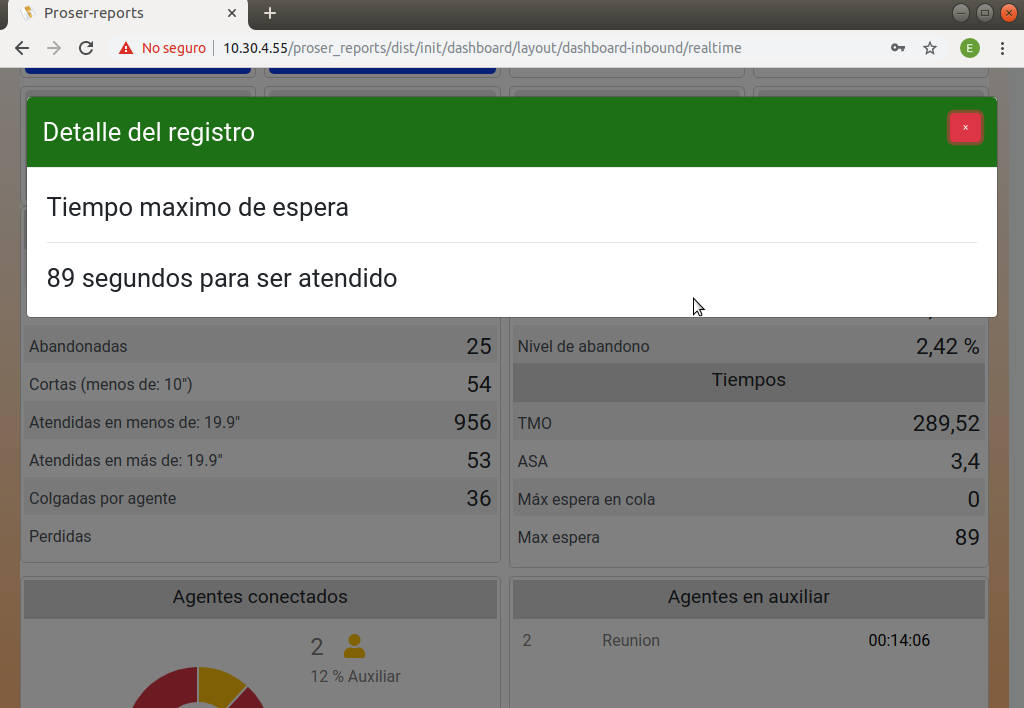 Proser-reports
No seguro
10.30.4.55/proser_reports/dist/init/dashboard/layout/dashboard-inbound/realtime
E
Detalle del registro
×
Tiempo maximo de espera
89 segundos para ser atendido
Abandonadas 25
Cortas (menos de: 10") 54
Atendidas en menos de: 19.9" 956
Atendidas en más de: 19.9" 53
Colgadas por agente 36
Perdidas
Nivel de abandono 2,42 %
Tiempos
TMO 289,52
ASA 3,4
Máx espera en cola 0
Max espera 89
Agentes conectados
2
12 % Auxiliar
Agentes en auxiliar
2 Reunion 00:14:06